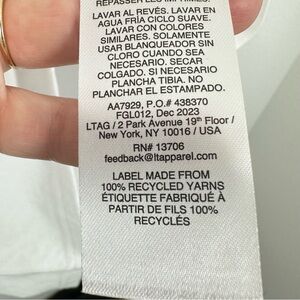 REPASSER LES IMPRIMÉS.
LAVAR AL REVÉS. LAVAR EN
AGUA FRÍA CICLO SUAVE.
LAVAR CON COLORES
SIMILARES. SOLAMENTE
USAR BLANQUEADOR SIN
CLORO CUANDO SEA
NECESARIO. SECAR
COLGADO. SI NECESARIO
PLANCHA TIBIA. NO
PLANCHAR EL ESTAMPADO.
AA7929, P.O.# 438370
FGL012, Dec 2023
LTAG / 2 Park Avenue 19th Floor /
New York, NY 10016 / USA
RN# 13706
feedback@ltapparel.com
LABEL MADE FROM
100% RECYCLED YARNS
ÉTIQUETTE FABRIQUÉ À
PARTIR DE FILS 100%
RECYCLÉS